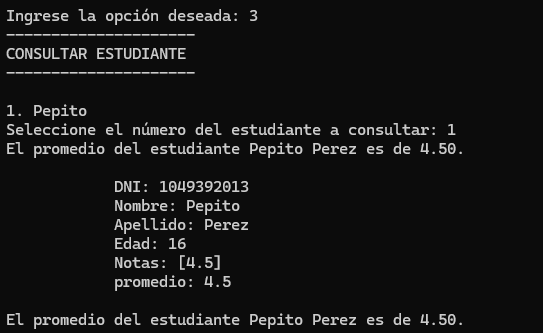 Ingrese la opción deseada: 3
---------------------
CONSULTAR ESTUDIANTE
---------------------
1. Pepito
Seleccione el número del estudiante a consultar: 1
El promedio del estudiante Pepito Perez es de 4.50.
DNI: 1049392013
Nombre: Pepito
Apellido: Perez
Edad: 16
Notas: [4.5]
promedio: 4.5
El promedio del estudiante Pepito Perez es de 4.50.